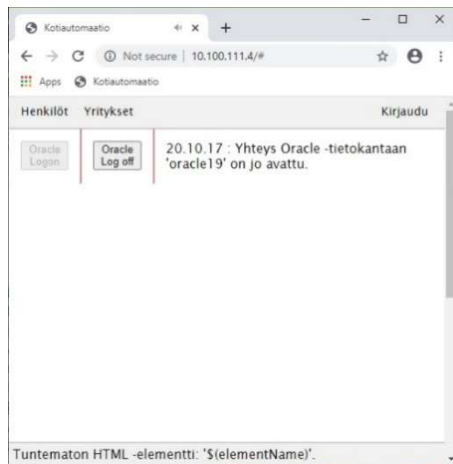 Kotiautomaatio
Not secure | 10.100.111.4/#
Apps Kotiautomaatio
Henkilöt Yritykset Kirjaudu
Oracle Logon
Oracle Log off
20.10.17 : Yhteys Oracle -tietokantaan
'oracle19' on jo avattu.
Tuntematon HTML -elementti: '$(elementName)'.